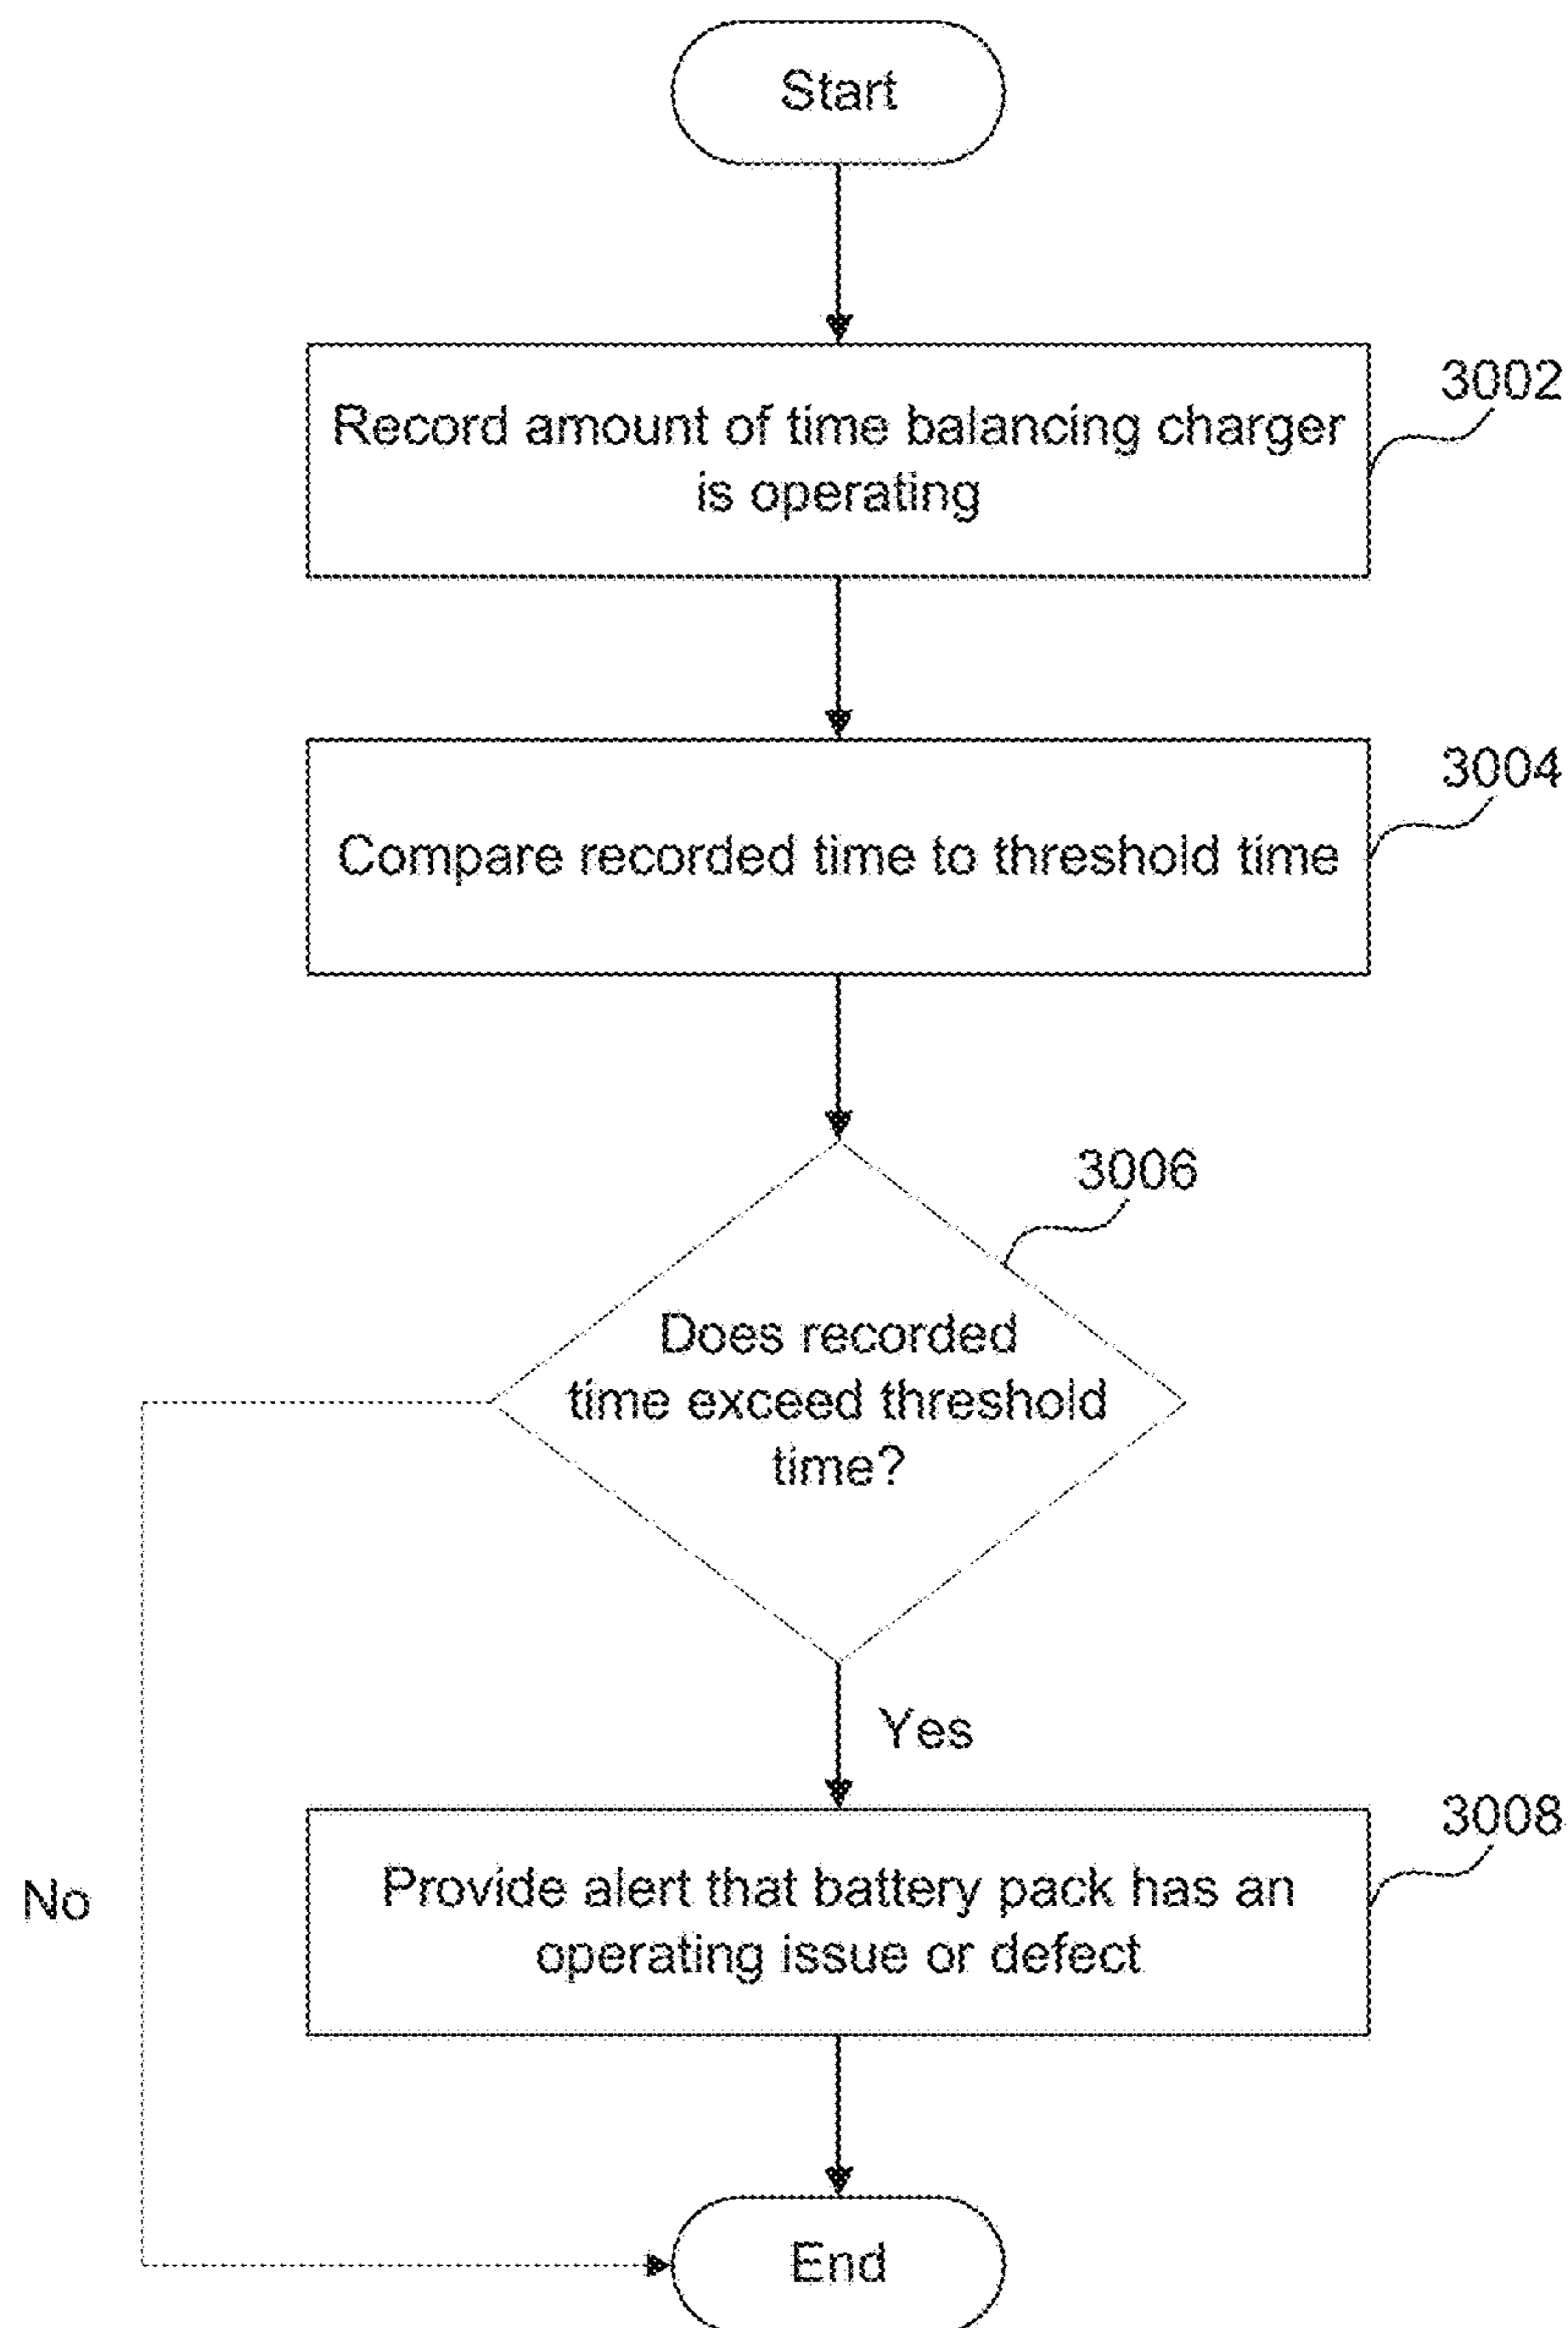 Start
3002
Record amount of time balancing charger
is operating
3004
Compare recorded time to threshold time
3006
Does recorded
time exceed threshold
time?
Yes
3008
Provide alert that battery pack has an
operating issue or defect
No
End